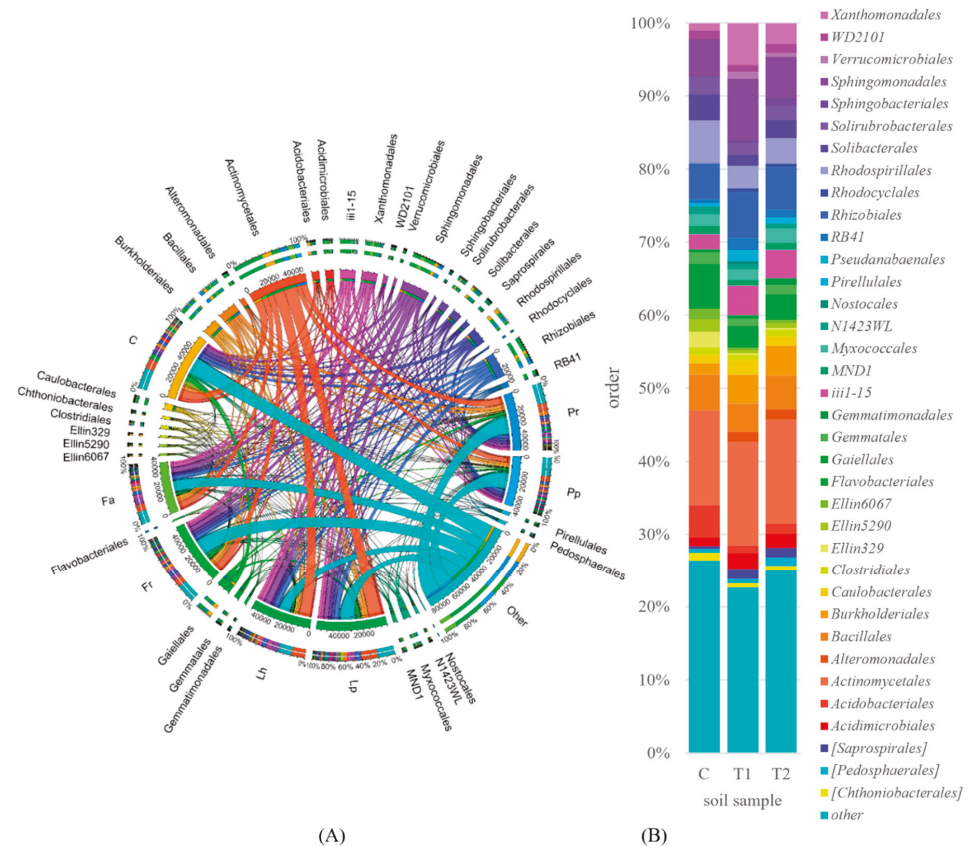 Acidobacteriales
Acidimicrobiales
iii1-15
Xanthomonadales
WD2101
Verrucomicrobiales
Sphingomonadales
Sphingobacteriales
Solirubrobacterales
Solibacterales
Saprospirales
Rhodospirillales
Rhodocyclales
Rhizobiales
RB41
Pr
Pp
Pirellulales
Pedosphaerales
Other
Nostocales
N1423WL
Myxococcales
MND1
Lp
Lh
Gemmatimonadales
Gemmatales
Gaiellales
Fr
Flavobacteriales
Fa
Ellin6067
Ellin5290
Ellin329
Clostridiales
Chthoniobacterales
Caulobacterales
C
Burkholderiales
Bacillales
Alteromonadales
Actinomycetales
(A)
100%
90%
80%
70%
60%
50%
40%
30%
20%
10%
0%
order
C T1 T2
soil sample
Xanthomonadales
WD2101
Verrucomicrobiales
Sphingomonadales
Sphingobacteriales
Solirubrobacterales
Solibacterales
Rhodospirillales
Rhodocyclales
Rhizobiales
RB41
Pseudanabaenales
Pirellulales
Nostocales
N1423WL
Myxococcales
MND1
iii1-15
Gemmatimonadales
Gemmatales
Gaiellales
Flavobacteriales
Ellin6067
Ellin5290
Ellin329
Clostridiales
Caulobacterales
Burkholderiales
Bacillales
Alteromonadales
Actinomycetales
Acidobacteriales
Acidimicrobiales
[Saprospirales]
[Pedosphaerales]
[Chthoniobacterales]
other
(B)